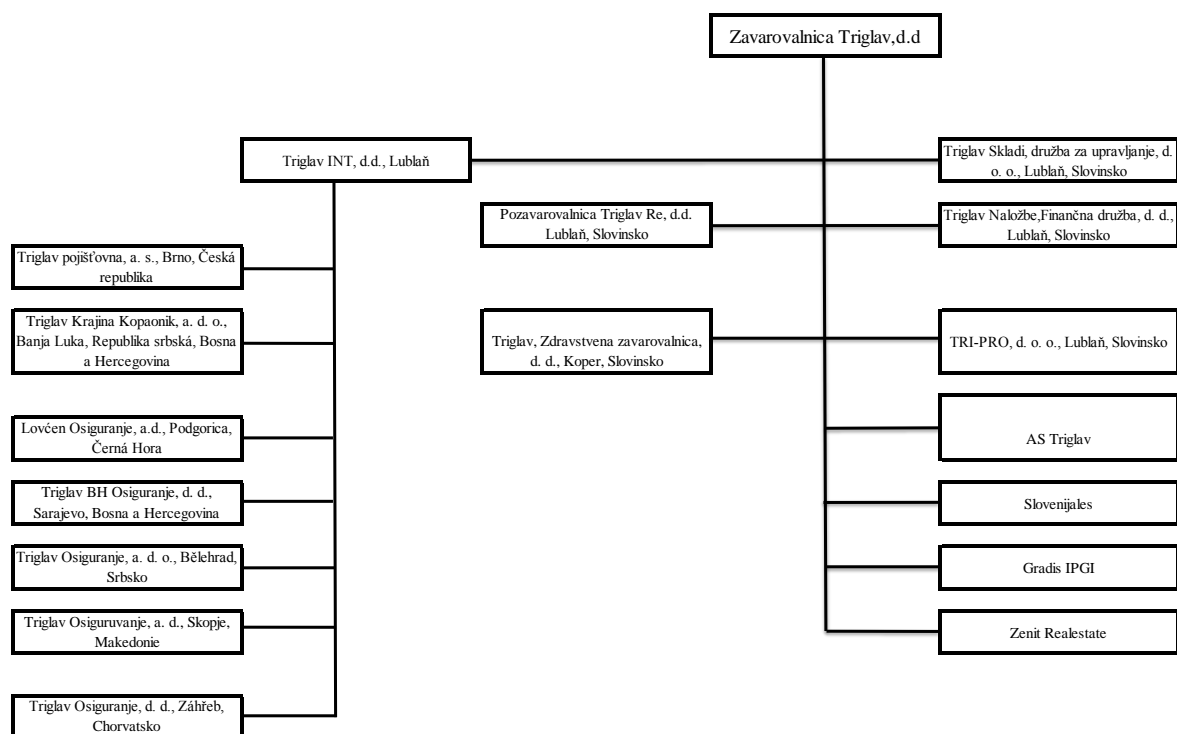 Zavarovalnica Triglav,d.d
Triglav INT, d.d., Lublaň
Triglav Skladi, družba za upravljanje, d.
o. o., Lublaň, Slovinsko
Pozavarovalnica Triglav Re, d.d.
Lublaň, Slovinsko
Triglav Naložbe,Finančna družba, d. d.,
Lublaň, Slovinsko
Triglav pojišťovna, a. s., Brno, Česká
republika
Triglav Krajina Kopaonik, a. d. o.,
Banja Luka, Republika srbská, Bosna
a Hercegovina
Triglav, Zdravstvena zavarovalnica,
d. d., Koper, Slovinsko
TRI-PRO, d. o. o., Lublaň, Slovinsko
Lovćen Osiguranje, a.d., Podgorica,
Černá Hora
AS Triglav
Triglav BH Osiguranje, d. d.,
Sarajevo, Bosna a Hercegovina
Slovenijales
Triglav Osiguranje, a. d. o., Bělehrad,
Srbsko
Gradis IPGI
Triglav Osiguruvanje, a. d., Skopje,
Makedonie
Zenit Realestate
Triglav Osiguranje, d. d., Záhřeb,
Chorvatsko